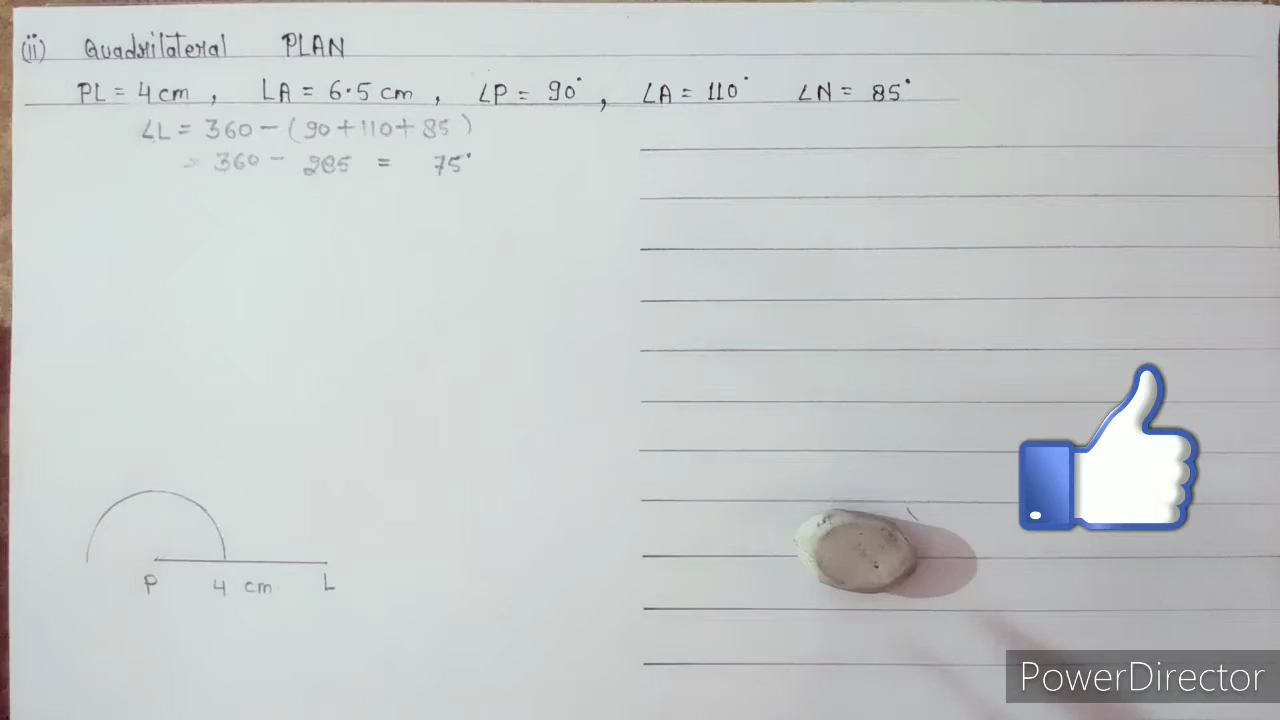 (ii) Quadrilateral PLAN
PL = 4 cm , LA = 6.5 cm , ∠P = 90° , ∠A = 110° ∠N = 85°
∠L = 360 - (90 + 110 + 85 )
= 360 - 285 = 75°
P 4 cm L
PowerDirector